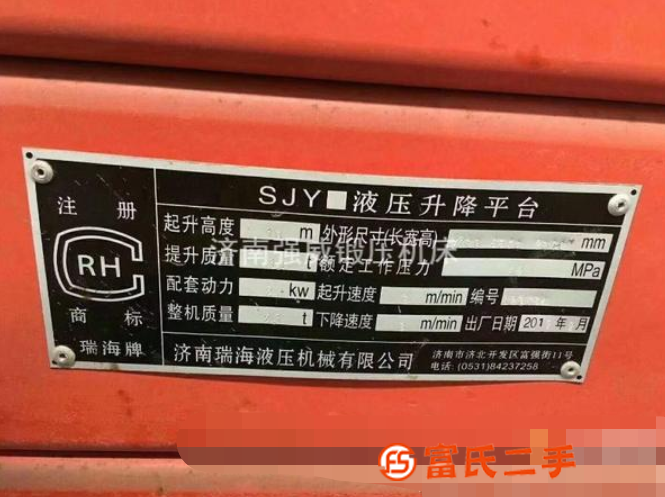 SJY 液压升降平台
注 册
RH
商 标
瑞海牌
起升高度 m 外形尺寸(长宽高) mm
提升质量 t 额定工作压力 MPa
配套动力 kw 起升速度 m/min 编号
整机质量 t 下降速度 m/min 出厂日期 201 年 月
济南瑞海液压机械有限公司
济南市济北开发区富强街11号
电话: (0531)84237258
济南强威锻压机床
FS 富氏二手